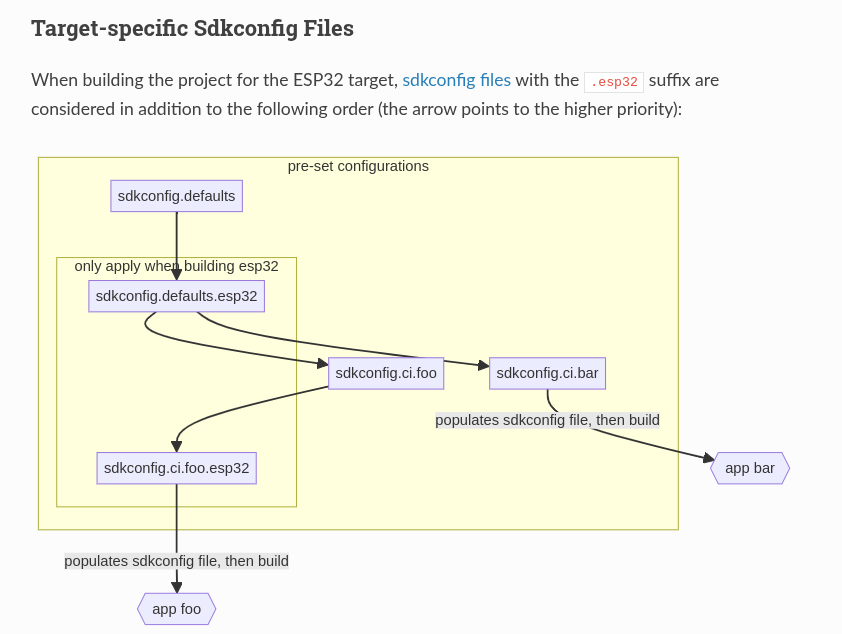 Target-specific Sdkconfig Files
When building the project for the ESP32 target, sdkconfig files with the .esp32 suffix are
considered in addition to the following order (the arrow points to the higher priority):
pre-set configurations
sdkconfig.defaults
only apply when building esp32
sdkconfig.defaults.esp32
sdkconfig.ci.foo
sdkconfig.ci.bar
populates sdkconfig file, then build
sdkconfig.ci.foo.esp32
app bar
populates sdkconfig file, then build
app foo